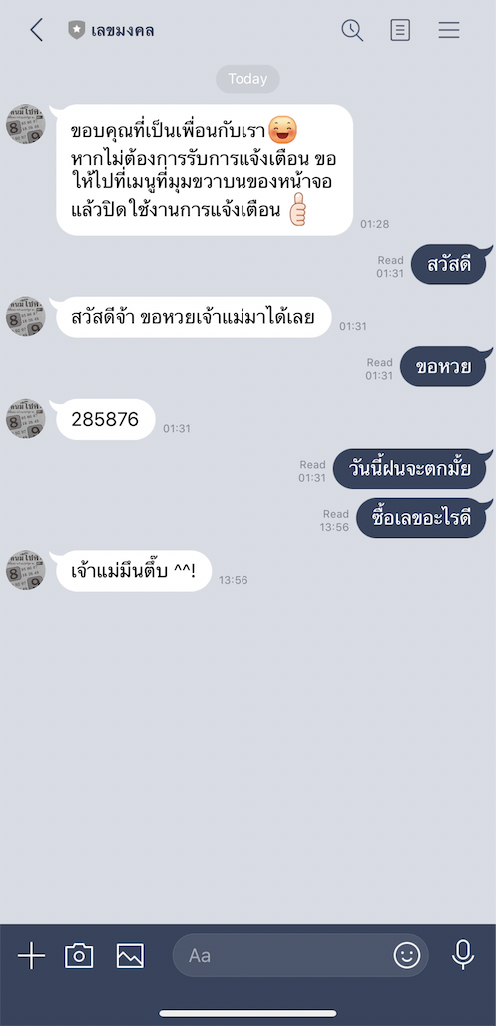 เลขมงคล
Today
ขอบคุณที่เป็นเพื่อนกับเรา
หากไม่ต้องการรับการแจ้งเตือน ขอ
ให้ไปที่เมนูที่มุมขวาบนของหน้าจอ
แล้วปิดใช้งานการแจ้งเตือน
01:28
Read
01:31
สวัสดี
สวัสดีจ้า ขอหวยเจ้าแม่มาได้เลย
01:31
Read
01:31
ขอหวย
285876
01:31
Read
01:31
วันนี้ฝนจะตกมั้ย
Read
13:56
ซื้อเลขอะไรดี
เจ้าแม่มึนตึ๊บ ^^!
13:56
Aa